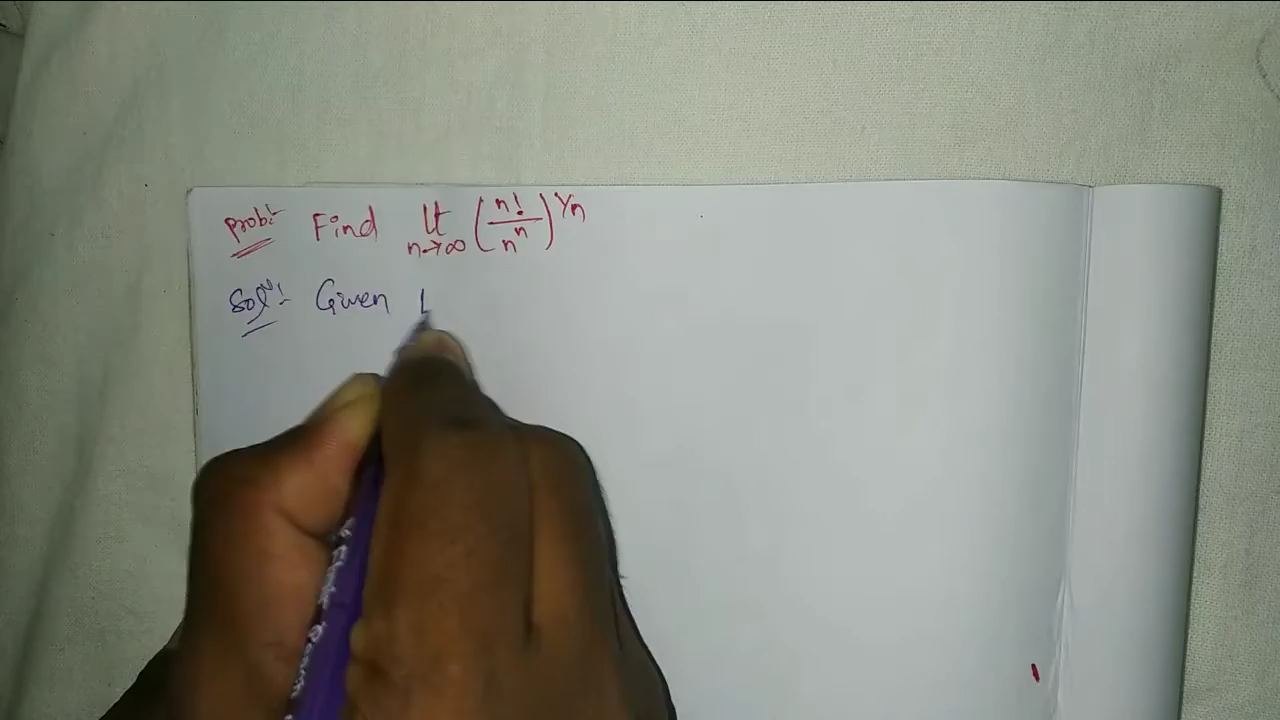 Prob:- Find lt n→∞ (n!/n^n)^1/n
Sol^n:- Given l